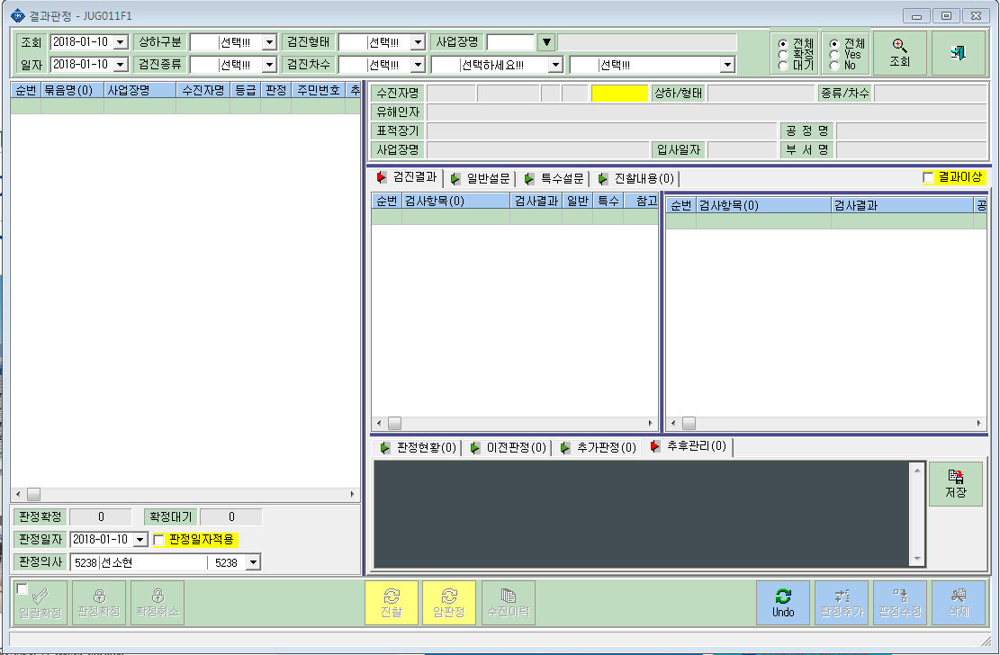 결과판정 - JUG011F1
조회 2018-01-10 상하구분 선택!!! 검진형태 선택!!! 사업장명 ▼
일자 2018-01-10 검진종류 선택!!! 검진차수 선택!!! 선택하세요!!! 선택!!!
전체 확정 대기
전체 Yes No
조회
순번 묶음명(0) 사업장명 수진자명 등급 판정 주민번호 추
수진자명 상하/형태 종류/차수
유해인자
표적장기 공 정 명
사업장명 입사일자 부 서 명
검진결과 일반설문 특수설문 진찰내용(0) 결과이상
순번 검사항목(0) 검사결과 일반 특수 참고
순번 검사항목(0) 검사결과 공
판정현황(0) 이전판정(0) 추가판정(0) 추후관리(0)
저장
판정확정 0 확정대기 0
판정일자 2018-01-10 판정일자적용
판정의사 5238 선소현 5238
일괄확정 판정확정 확정취소 진찰 암판정 수진이력 Undo 판정추가 판정수정 삭제